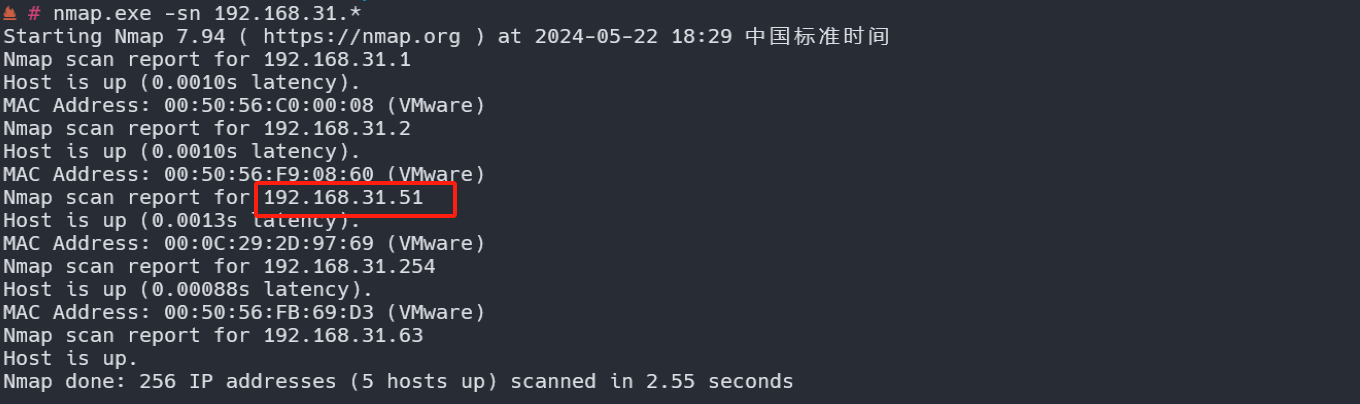 # nmap.exe -sn 192.168.31.*
Starting Nmap 7.94 ( https://nmap.org ) at 2024-05-22 18:29 中国标准时间
Nmap scan report for 192.168.31.1
Host is up (0.0010s latency).
MAC Address: 00:50:56:C0:00:08 (VMware)
Nmap scan report for 192.168.31.2
Host is up (0.0010s latency).
MAC Address: 00:50:56:F9:08:60 (VMware)
Nmap scan report for 192.168.31.51
Host is up (0.0013s latency).
MAC Address: 00:0C:29:2D:97:69 (VMware)
Nmap scan report for 192.168.31.254
Host is up (0.00088s latency).
MAC Address: 00:50:56:FB:69:D3 (VMware)
Nmap scan report for 192.168.31.63
Host is up.
Nmap done: 256 IP addresses (5 hosts up) scanned in 2.55 seconds